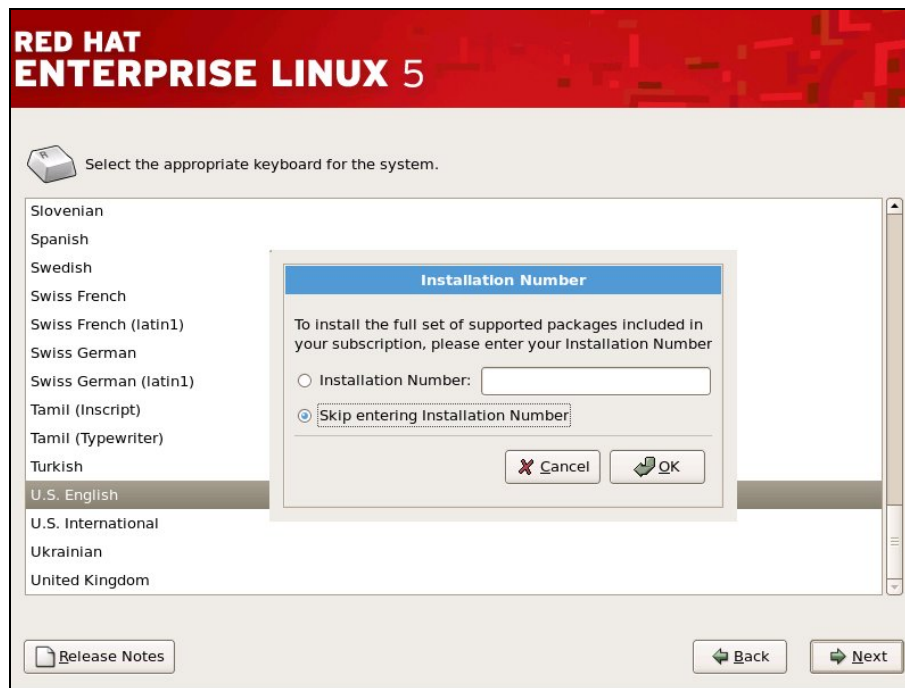 RED HAT
ENTERPRISE LINUX 5
Select the appropriate keyboard for the system.
Slovenian
Spanish
Swedish
Swiss French
Swiss French (latin1)
Swiss German
Swiss German (latin1)
Tamil (Inscript)
Tamil (Typewriter)
Turkish
U.S. English
U.S. International
Ukrainian
United Kingdom
Installation Number
To install the full set of supported packages included in
your subscription, please enter your Installation Number
Installation Number:
Skip entering Installation Number
Cancel
OK
Release Notes
Back
Next